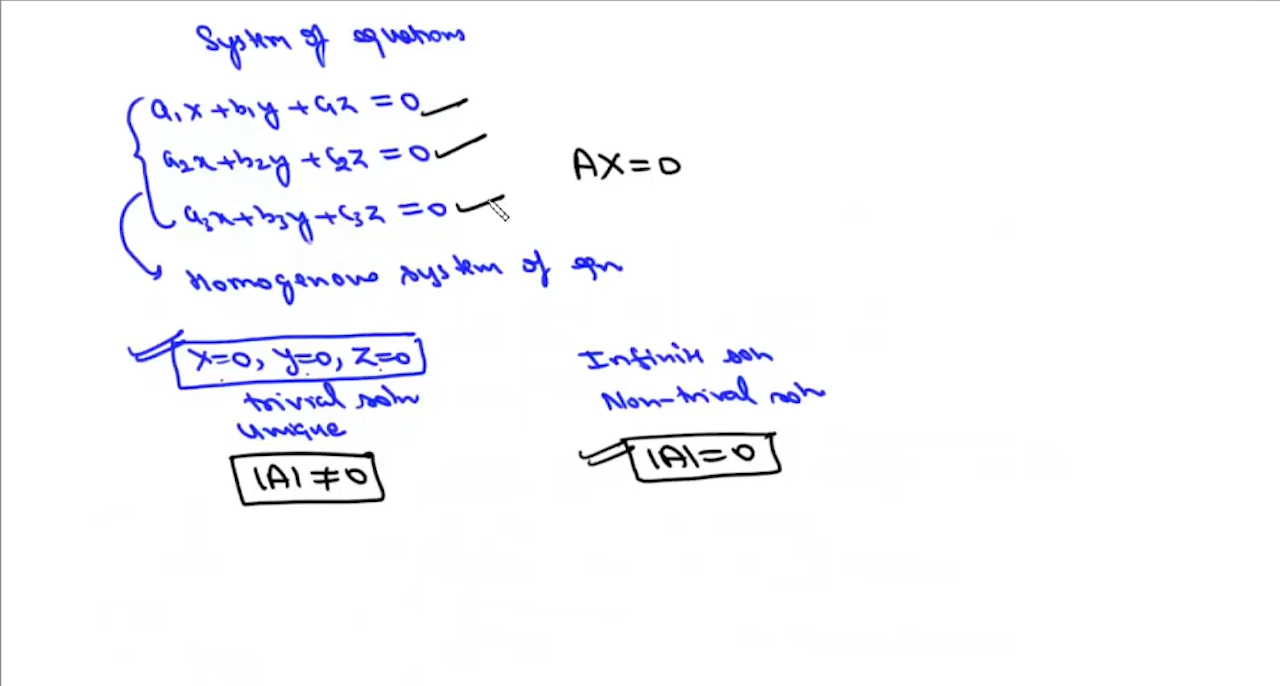 System of equations
a₁x+b₁y+c₁z=0
a₂x+b₂y+c₂z=0
AX=0
a₃x+b₃y+c₃z=0
Homogenous system of eqn
x=0, y=0, z=0
Infinite soln
trivial soln
Non-trival soln
unique
|A|=0
|A|≠0